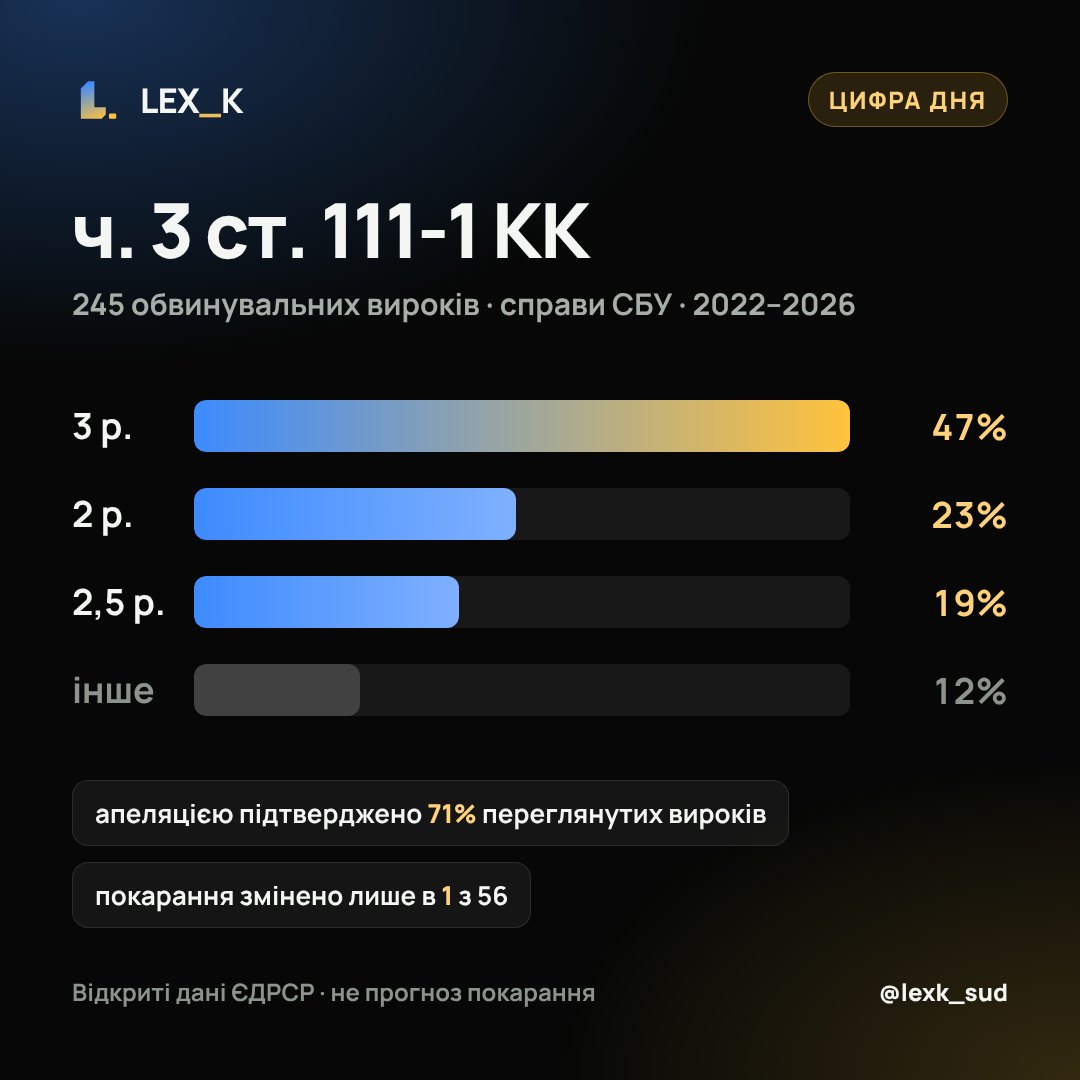 LEX_K
ЦИФРА ДНЯ
ч. 3 ст. 111-1 КК
245 обвинувальних вироків · справи СБУ · 2022–2026
3 р. 47%
2 р. 23%
2,5 р. 19%
інше 12%
апеляцією підтверджено 71% переглянутих вироків
покарання змінено лише в 1 з 56
Відкриті дані ЄДРСР · не прогноз покарання
@lexk_sud